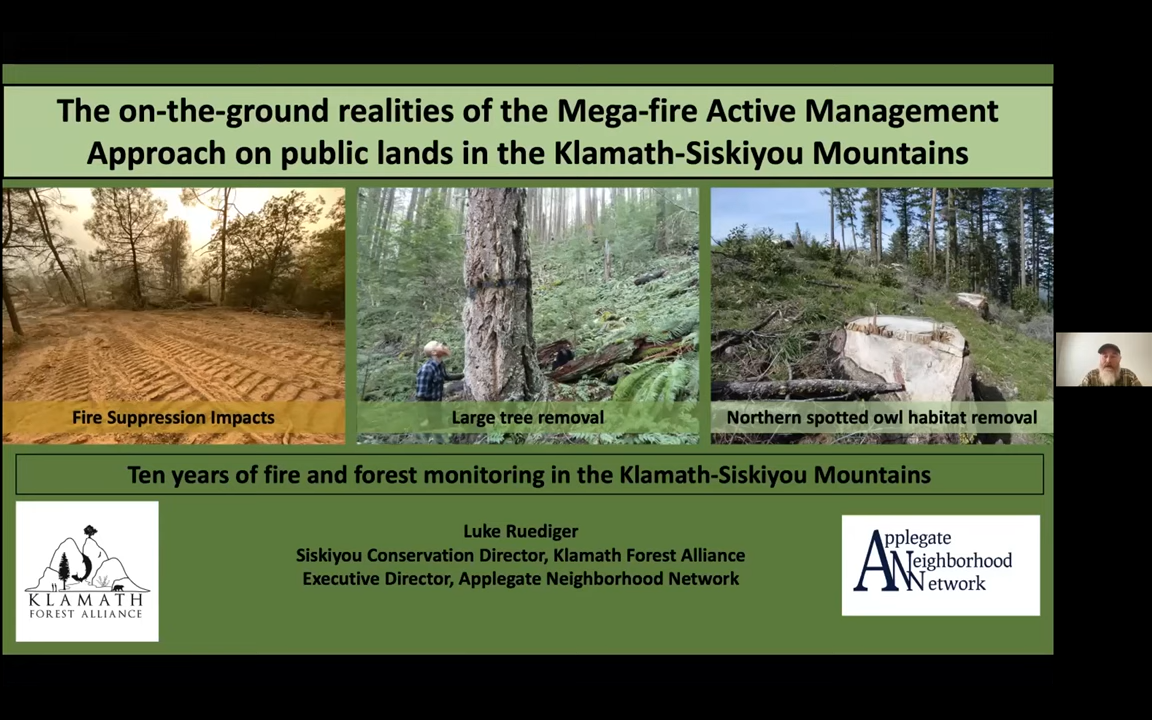 The on-the-ground realities of the Mega-fire Active Management
Approach on public lands in the Klamath-Siskiyou Mountains
Fire Suppression Impacts
Large tree removal
Northern spotted owl habitat removal
Ten years of fire and forest monitoring in the Klamath-Siskiyou Mountains
Luke Ruediger
Siskiyou Conservation Director, Klamath Forest Alliance
Executive Director, Applegate Neighborhood Network
KLAMATH
FOREST ALLIANCE
Applegate
Neighborhood
Network